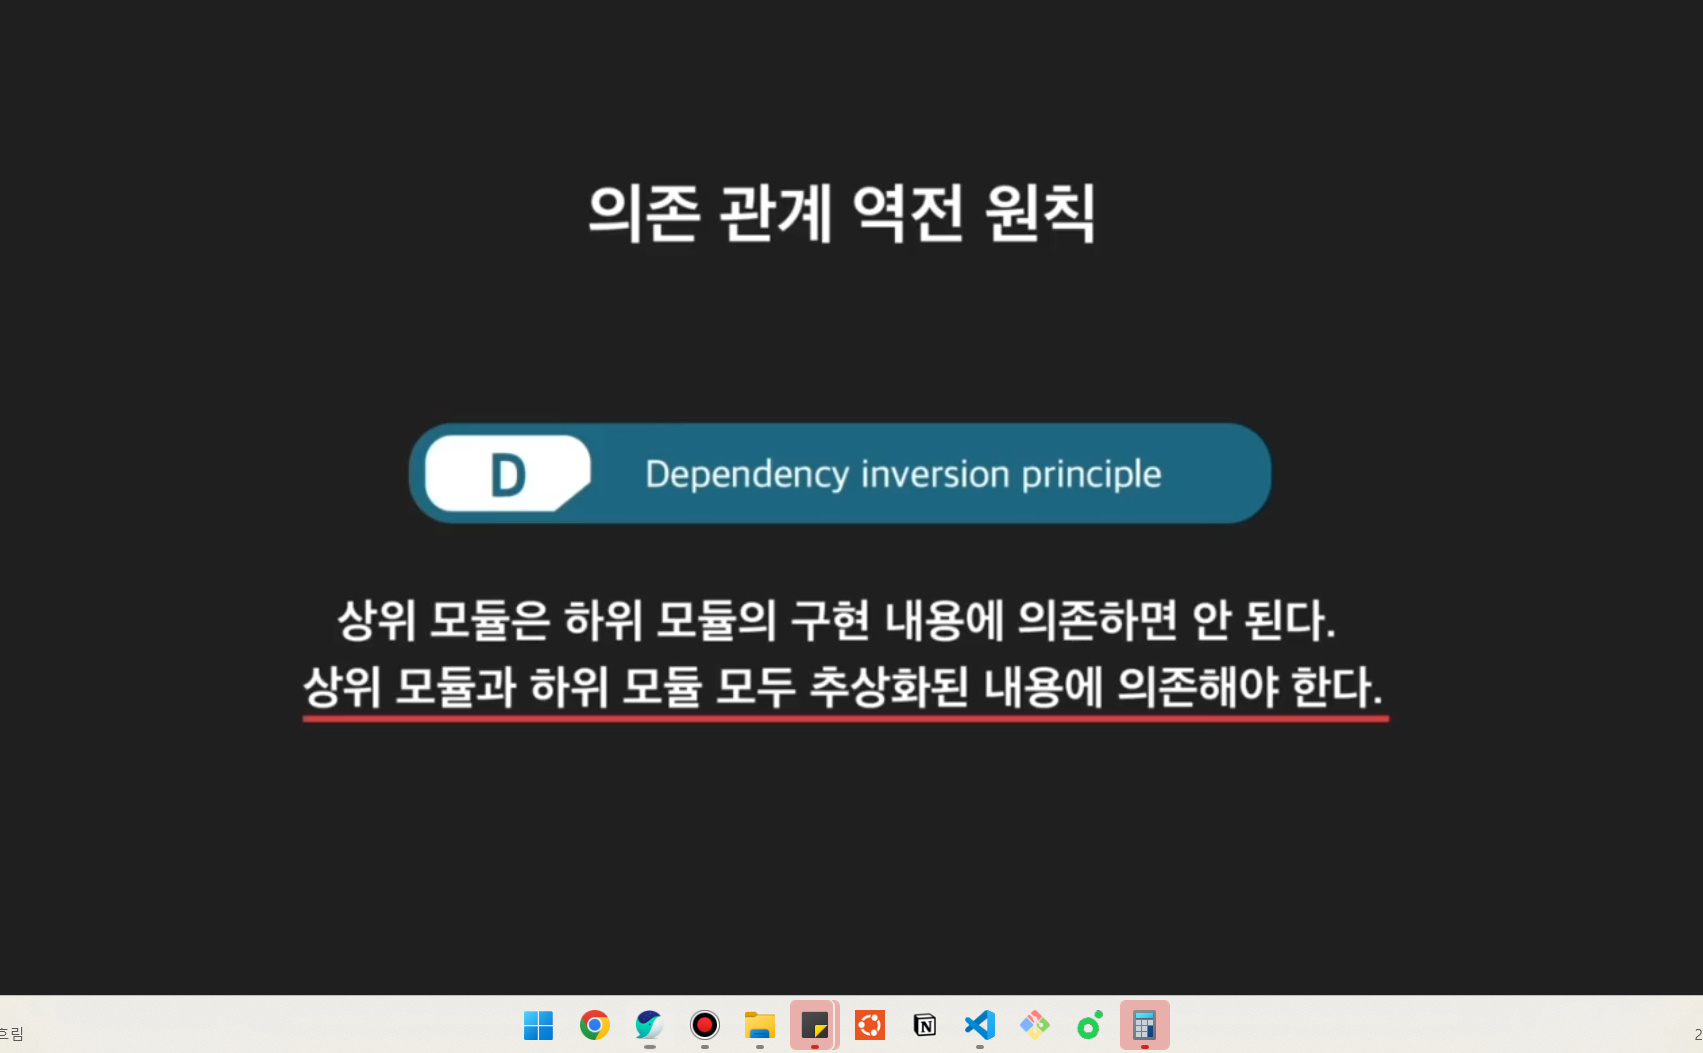 의존 관계 역전 원칙
D Dependency inversion principle
상위 모듈은 하위 모듈의 구현 내용에 의존하면 안 된다.
상위 모듈과 하위 모듈 모두 추상화된 내용에 의존해야 한다.
흐림
N
2